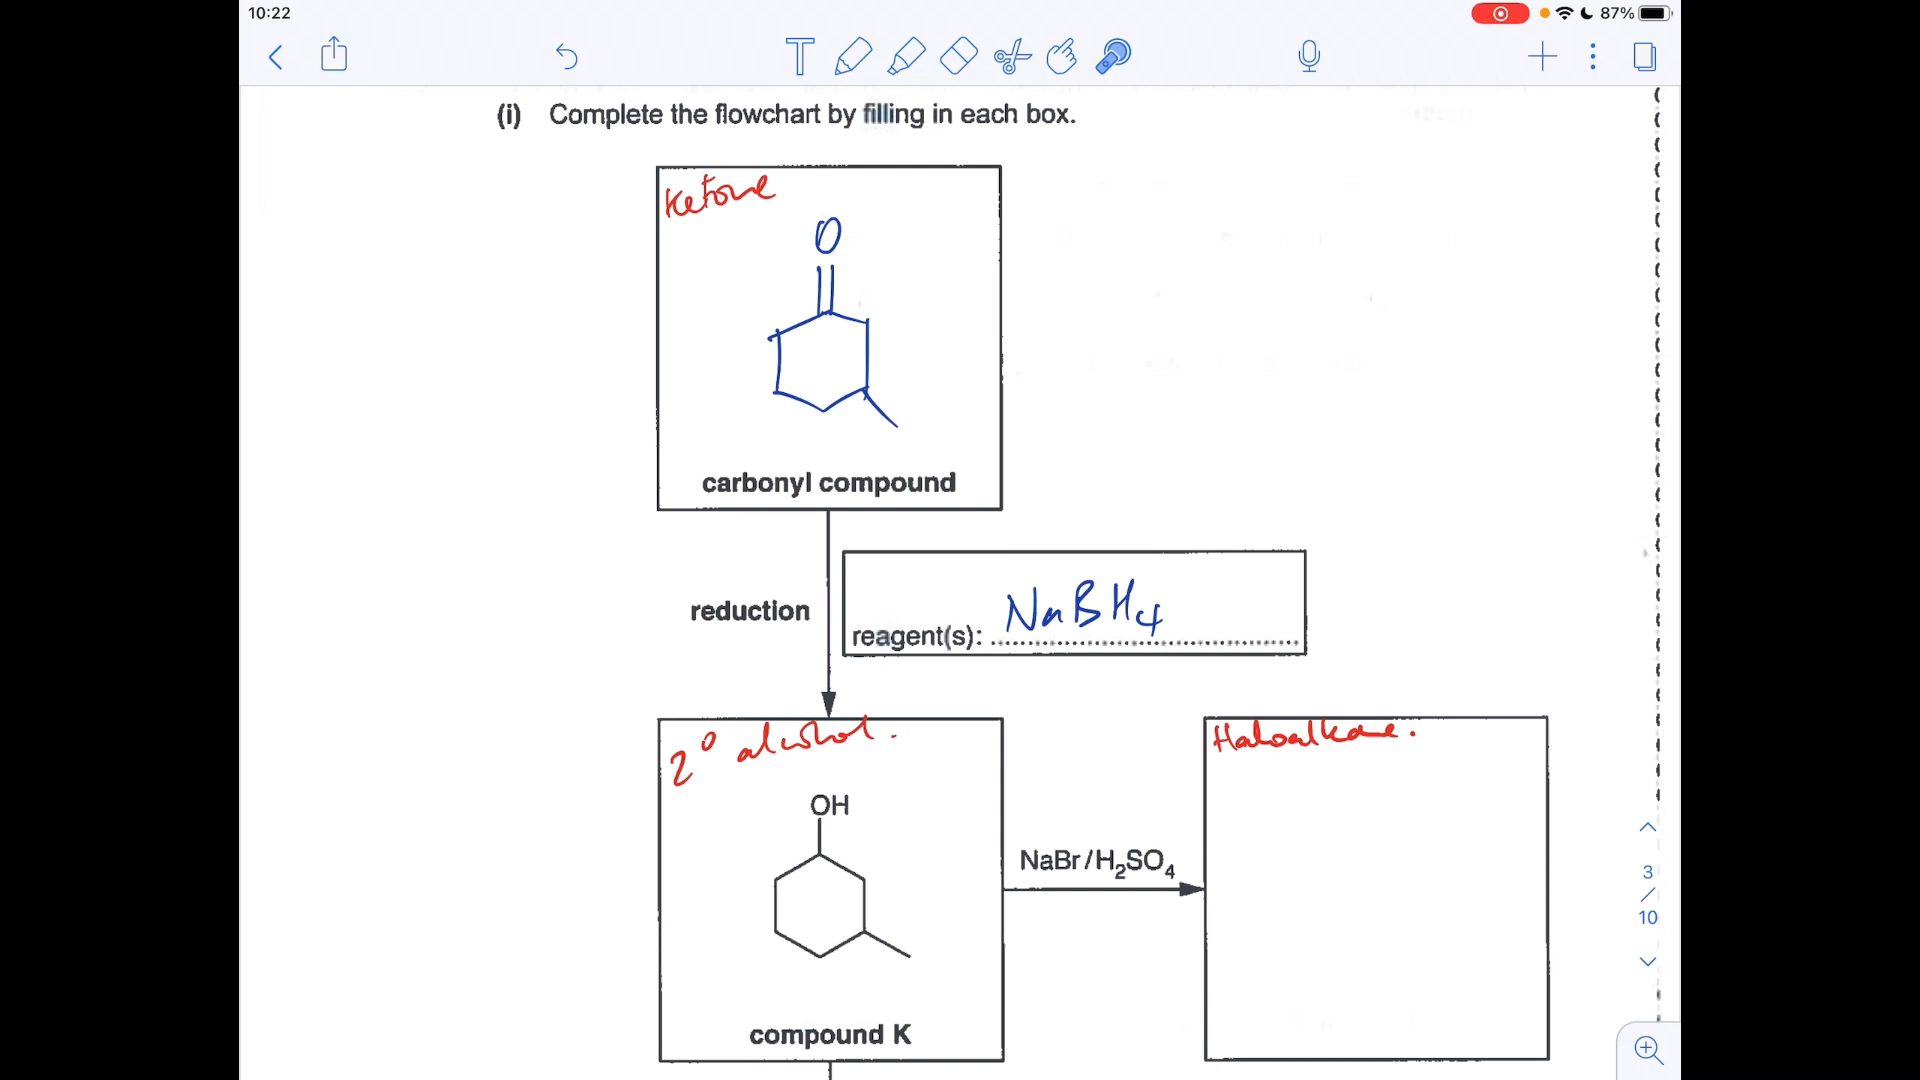 10:22
87%
T
(i) Complete the flowchart by filling in each box.
Ketone
O
carbonyl compound
reduction
reagent(s): NaBH4
2° alcohol.
Haloalkane.
OH
NaBr/H₂SO₄
compound K
3
/
10